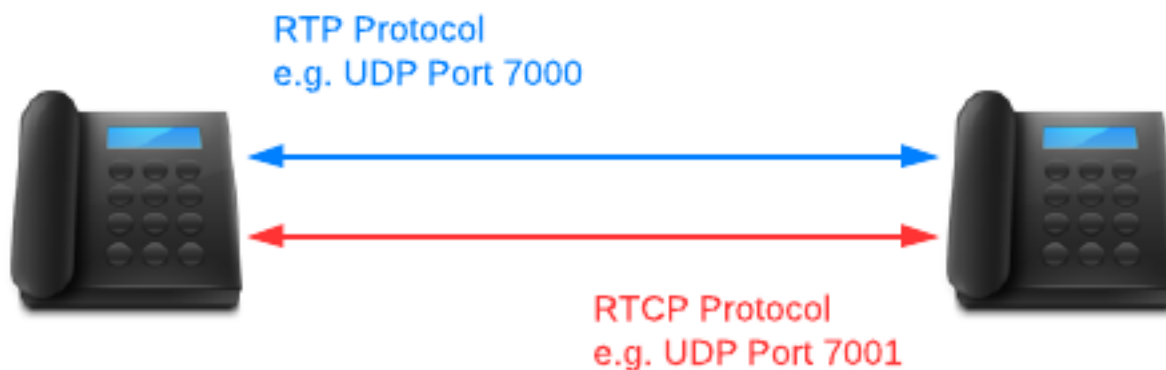 RTP Protocol
e.g. UDP Port 7000
RTCP Protocol
e.g. UDP Port 7001